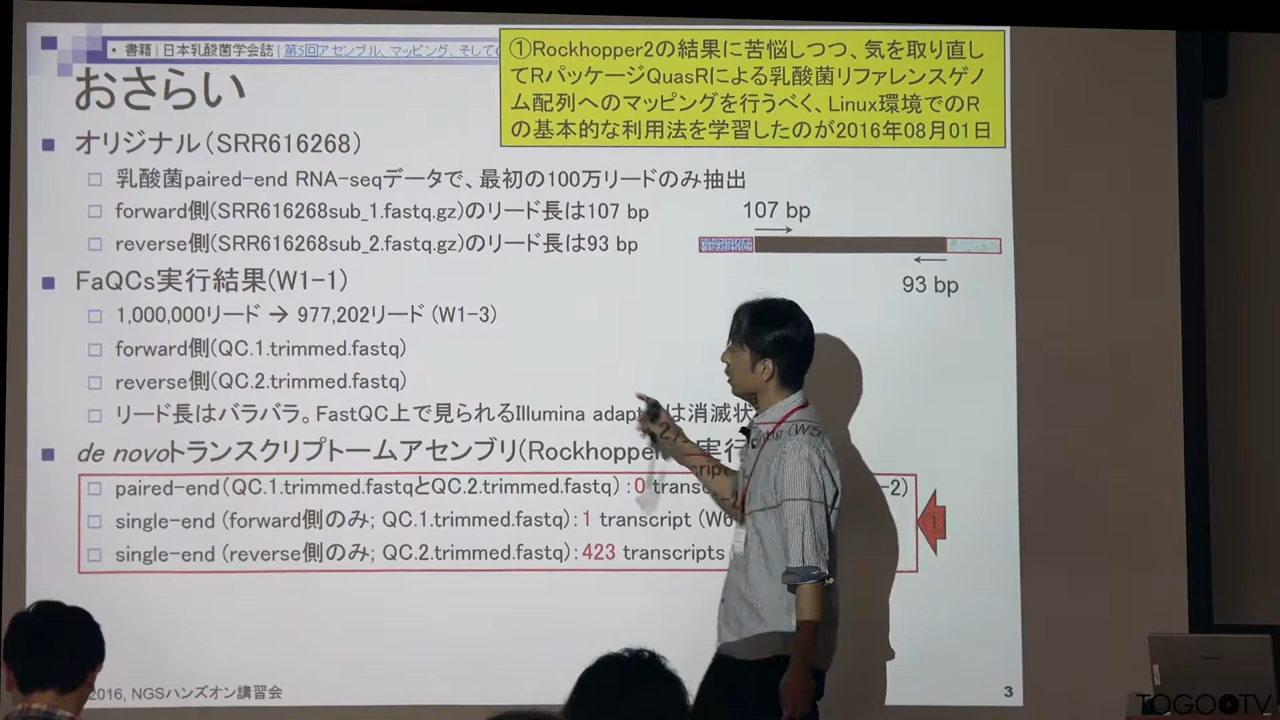 • 書籍 | 日本乳酸菌学会誌 | 第5回アセンブル、マッピング、そして
おさらい
①Rockhopper2の結果に苦悩しつつ、気を取り直し
てRパッケージQuasRによる乳酸菌リファレンスゲノ
ム配列へのマッピングを行うべく、Linux環境でのR
の基本的な利用法を学習したのが2016年08月01日
オリジナル(SRR616268)
乳酸菌paired-end RNA-seqデータで、最初の100万リードのみ抽出
forward側(SRR616268sub_1.fastq.gz)のリード長は107 bp
reverse側(SRR616268sub_2.fastq.gz)のリード長は93 bp
107 bp
93 bp
FaQCs実行結果(W1-1)
1,000,000リード → 977,202リード (W1-3)
forward側(QC.1.trimmed.fastq)
reverse側(QC.2.trimmed.fastq)
リード長はバラバラ。FastQC上で見られるIllumina adapt は消滅状
de novoトランスクリプトームアセンブリ(Rockhoppe 実行
paired-end(QC.1.trimmed.fastqとQC.2.trimmed.fastq):0 transc -2)
single-end (forward側のみ; QC.1.trimmed.fastq):1 transcript (W6
single-end (reverse側のみ; QC.2.trimmed.fastq):423 transcripts
①
2016, NGSハンズオン講習会
3
TOGOTV